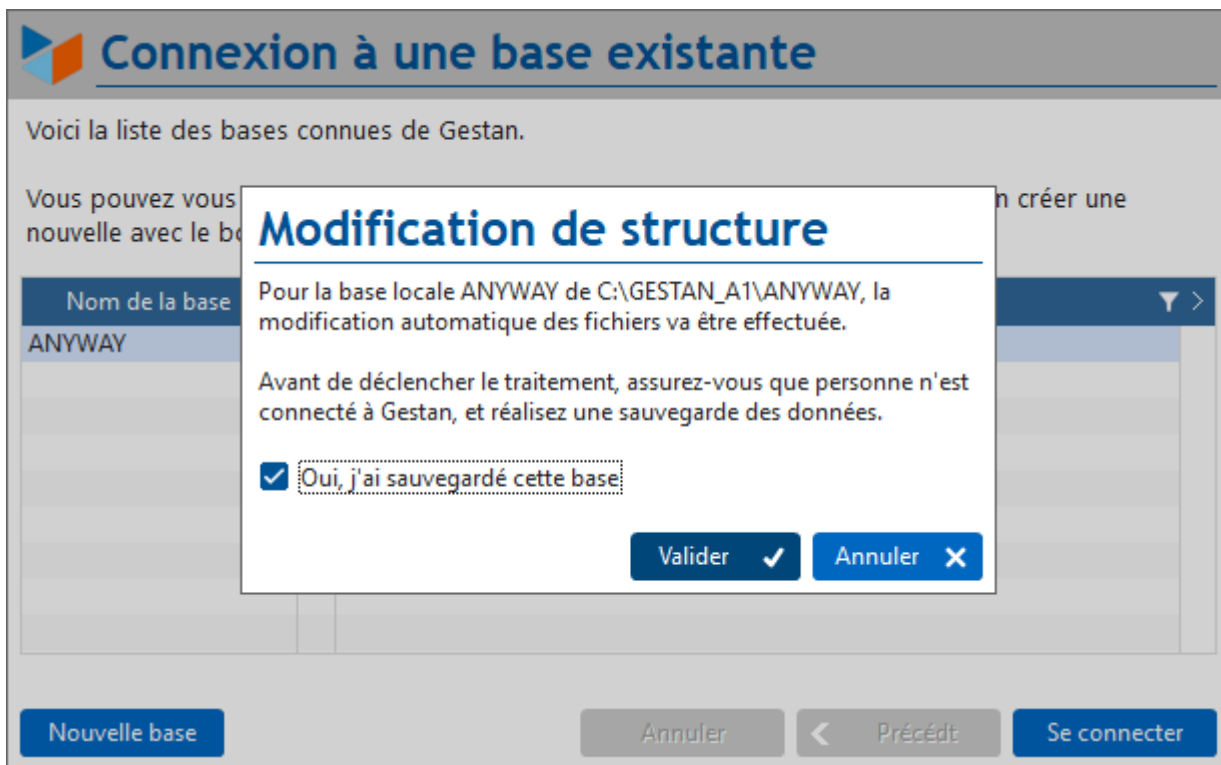 Connexion à une base existante
Voici la liste des bases connues de Gestan.
Vous pouvez vous
n créer une
nouvelle avec le
Modification de structure
Pour la base locale ANYWAY de C:\GESTAN_A1\ANYWAY, la
modification automatique des fichiers va être effectuée.
Avant de déclencher le traitement, assurez-vous que personne n'est
connecté à Gestan, et réalisez une sauvegarde des données.
Oui, j'ai sauvegardé cette base
Valider
Annuler
Nom de la base
ANYWAY
Nouvelle base
Annuler
Précédt
Se connecter